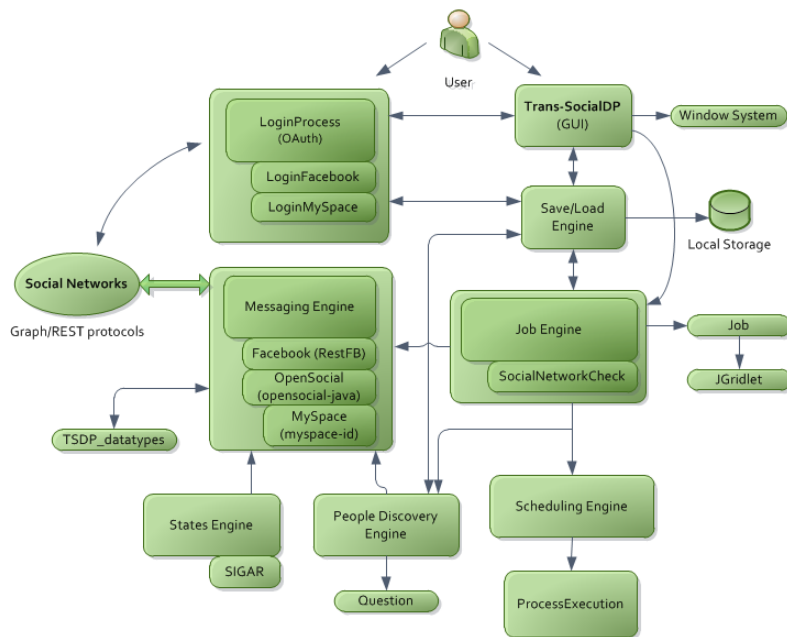 User
LoginProcess
(OAuth)
LoginFacebook
LoginMySpace
Trans-SocialDP
(GUI)
Window System
Save/Load
Engine
Local Storage
Social Networks
Graph/REST protocols
Messaging Engine
Facebook (RestFB)
OpenSocial
(opensocial-java)
MySpace
(myspace-id)
Job Engine
SocialNetworkCheck
Job
JGridlet
TSDP_datatypes
States Engine
SIGAR
People Discovery
Engine
Question
Scheduling Engine
ProcessExecution